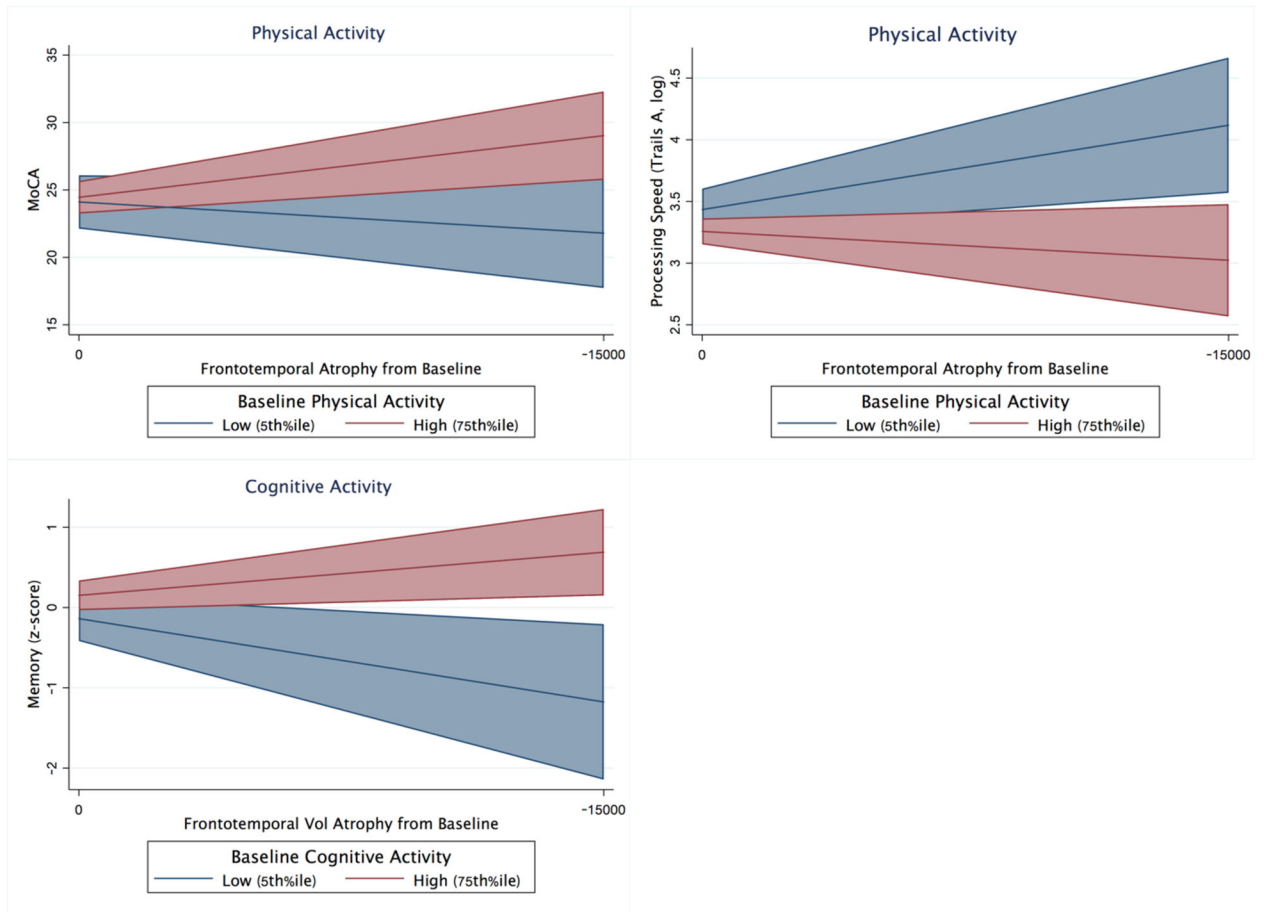 Physical Activity
35
30
25
20
15
MoCA
0
-15000
Frontotemporal Atrophy from Baseline
Baseline Physical Activity
Low (5th%ile)
High (75th%ile)
Physical Activity
4.5
4
3.5
3
2.5
Processing Speed (Trails A, log)
0
-15000
Frontotemporal Atrophy from Baseline
Baseline Physical Activity
Low (5th%ile)
High (75th%ile)
Cognitive Activity
1
0
-1
-2
Memory (z-score)
0
-15000
Frontotemporal Vol Atrophy from Baseline
Baseline Cognitive Activity
Low (5th%ile)
High (75th%ile)